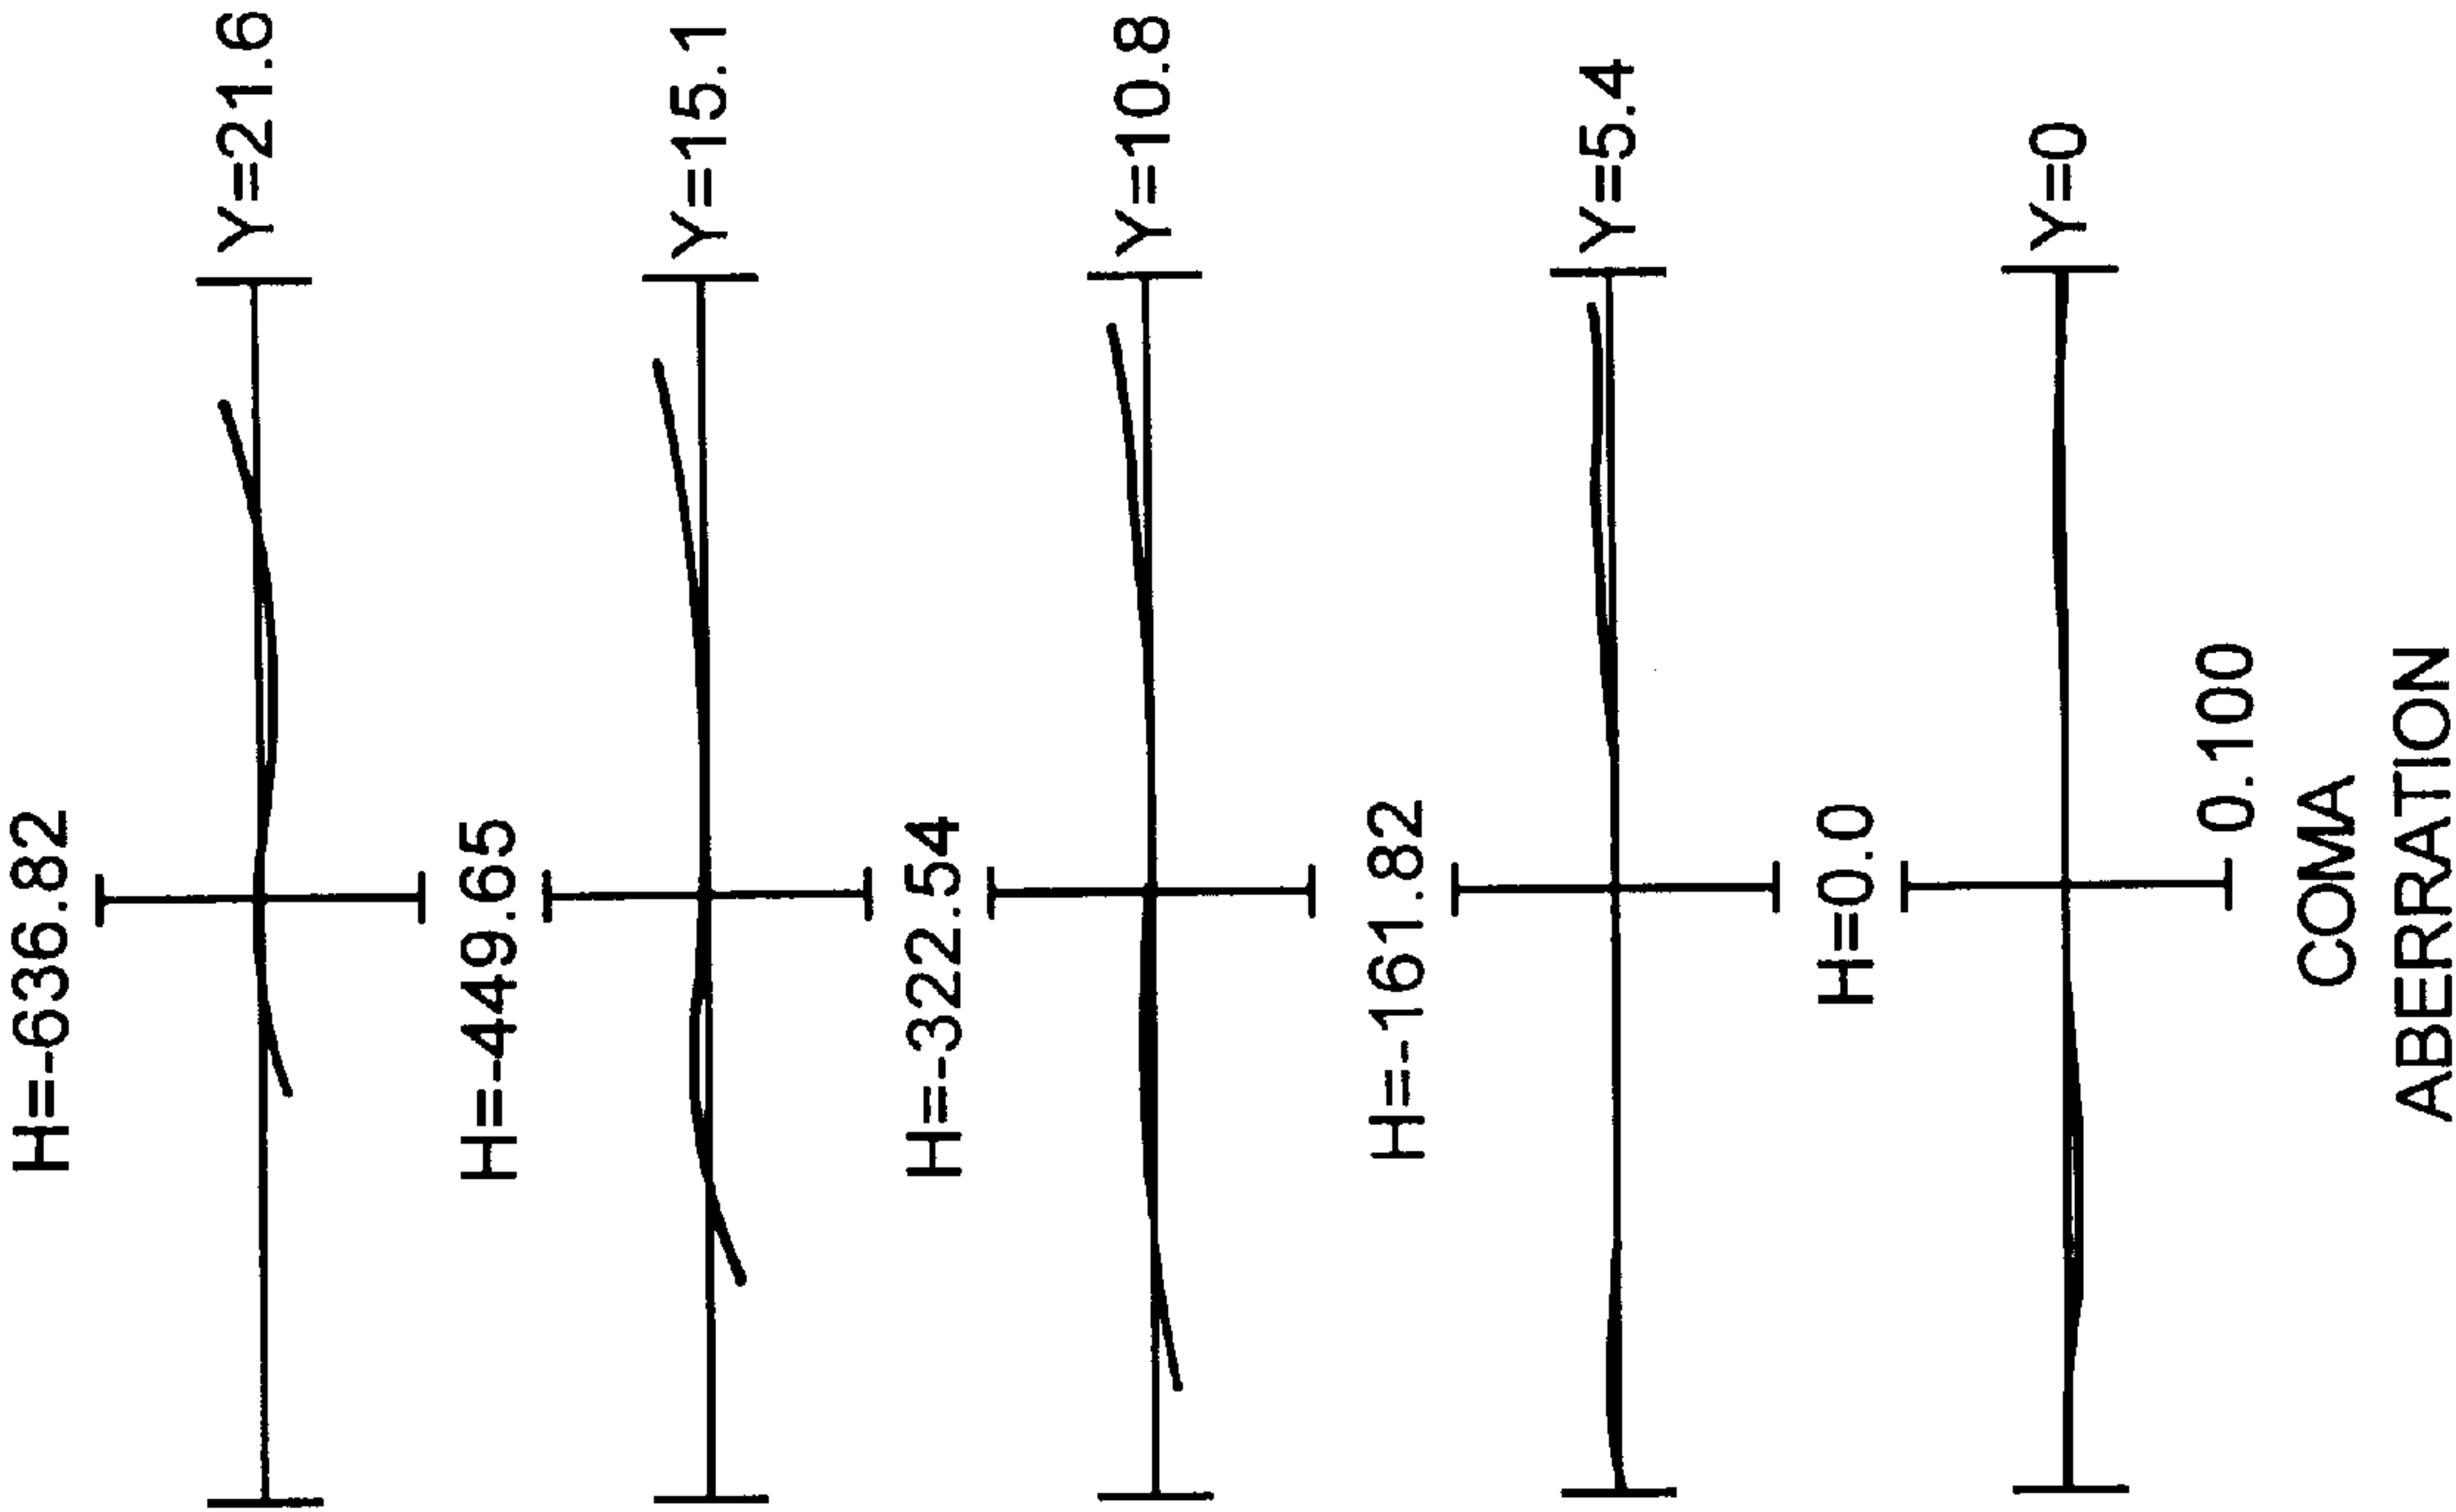 H=-636.82
Y=21.6
H=-449.65
Y=15.1
H=-322.54
Y=10.8
H=-161.82
Y=5.4
H=0.0
Y=0
0.100
COMA
ABERRATION